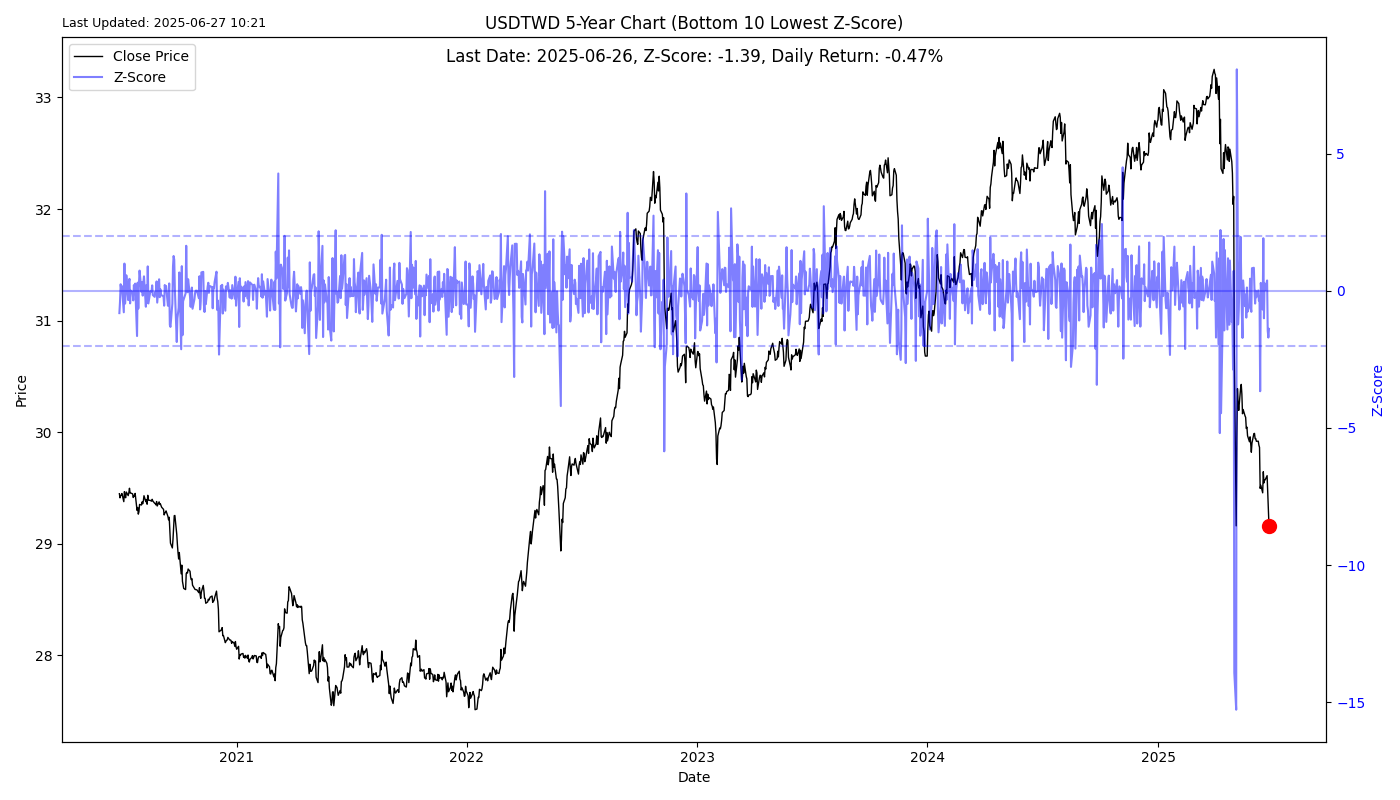 Last Updated: 2025-06-27 10:21
USDTWD 5-Year Chart (Bottom 10 Lowest Z-Score)
Last Date: 2025-06-26, Z-Score: -1.39, Daily Return: -0.47%
Close Price
Z-Score
33
32
31
30
29
28
Price
5
0
−5
−10
−15
Z-Score
2021
2022
2023
2024
2025
Date